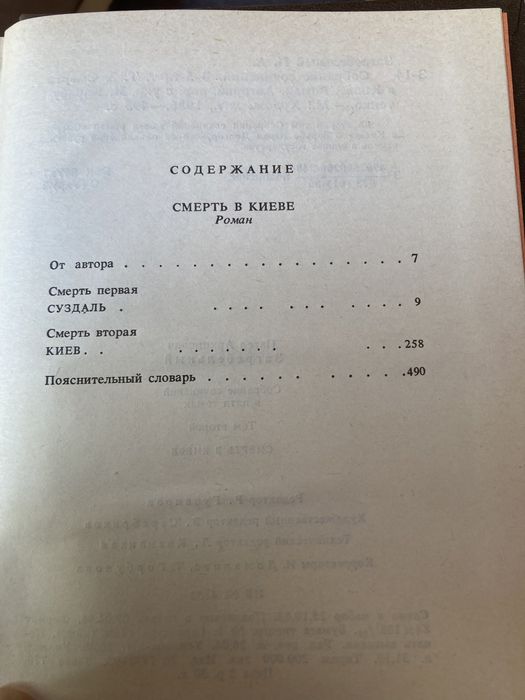 СОДЕРЖАНИЕ
СМЕРТЬ В КИЕВЕ
Роман
От автора . . . . . . . . . . . . . . . . . 7
Смерть первая
СУЗДАЛЬ . . . . . . . . . . . 9
Смерть вторая
КИЕВ. . . . . . . . . . . . .258
Пояснительный словарь . . . . . . . . . . .490